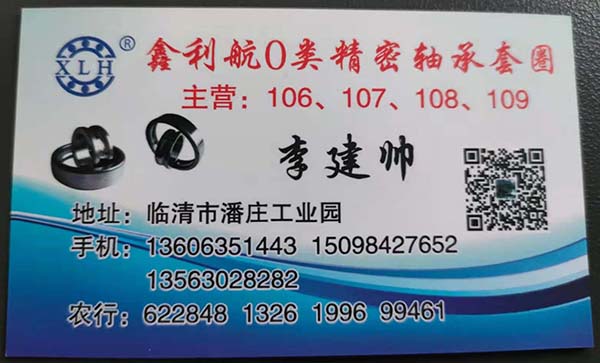 XLH® 鑫利航0类精密轴承套圈
主营：106、107、108、109
李建帅
地址：临清市潘庄工业园
手机：13606351443 15098427652
13563028282
农行：622848 1326 1996 99461